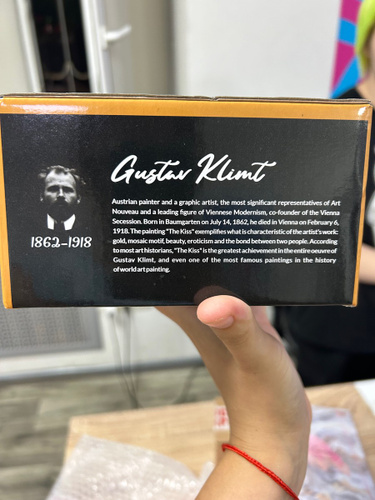 Gustav Klimt
Austrian painter and a graphic artist, the most significant representatives of Art
Nouveau and a leading figure of Viennese Modernism, co-founder of the Vienna
Secession. Born in Baumgarten on July 14, 1862, he died in Vienna on February 6,
1918. The painting "The Kiss" exemplifies what is characteristic of the artist's work:
gold, mosaic motif, beauty, eroticism and the bond between two people. According
to most art historians, "The Kiss" is the greatest achievement in the entire oeuvre of
Gustav Klimt, and even one of the most famous paintings in the history
of world art painting.
1862-1918